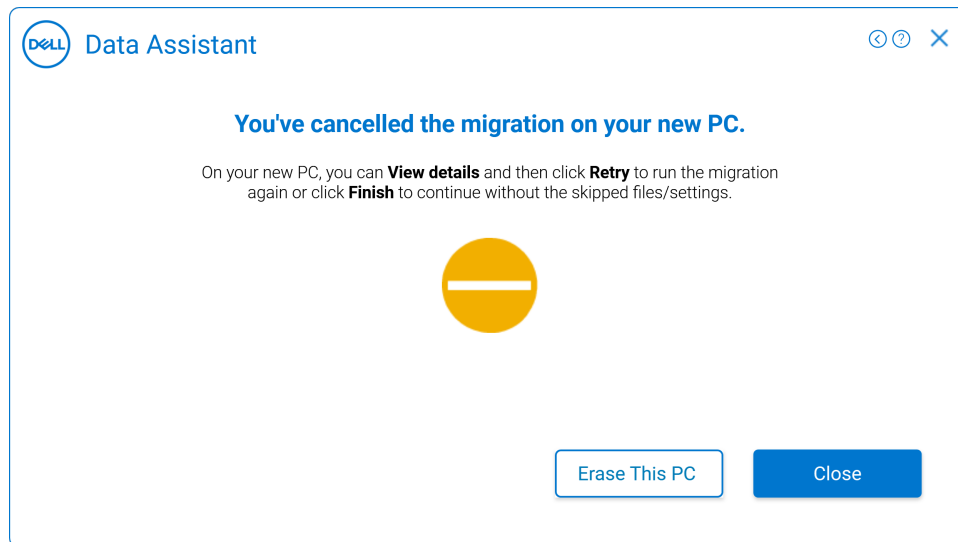 DELL Data Assistant
You've cancelled the migration on your new PC.
On your new PC, you can View details and then click Retry to run the migration
again or click Finish to continue without the skipped files/settings.
Erase This PC Close